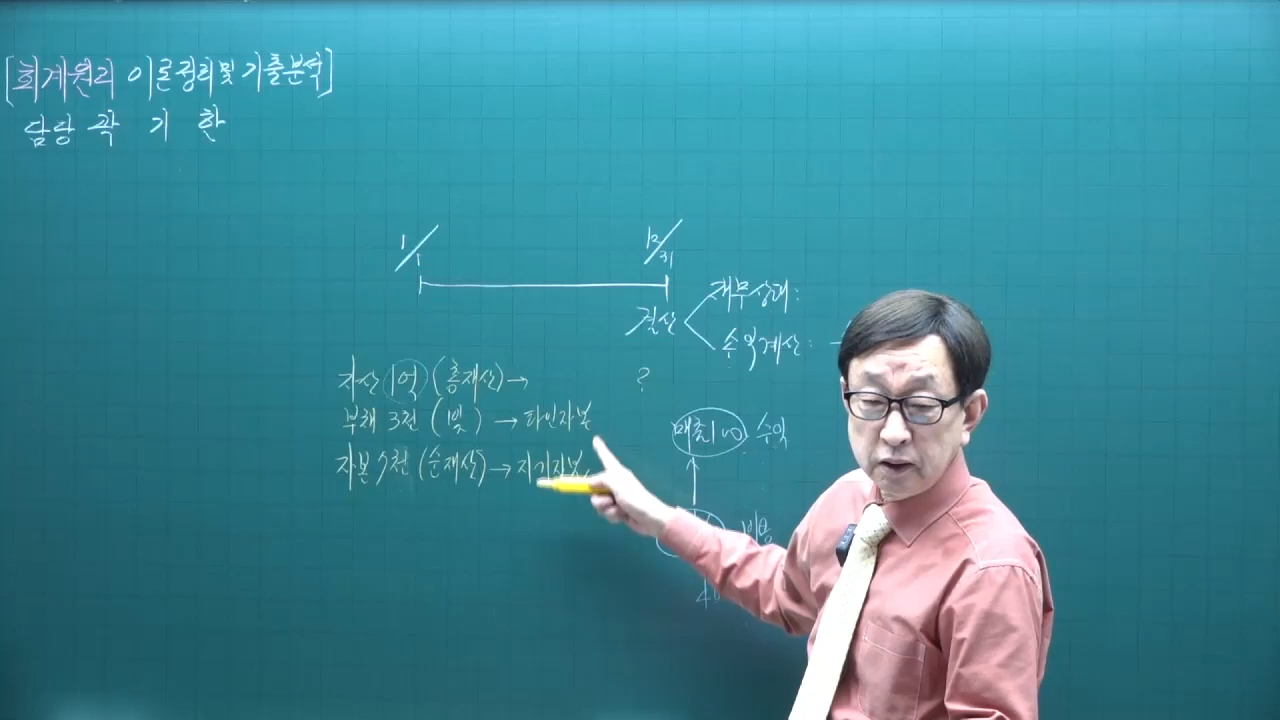 [회계원리 이론정리 및 기출분석]
담당 곽 기 한
1/1
12/31
결산
재무상태:
손익계산:
자산 1억 (총재산) →
?
부채 3천 (빚) → 타인자본
자본 7천 (순재산) → 자기자본
매출100 수익
비용